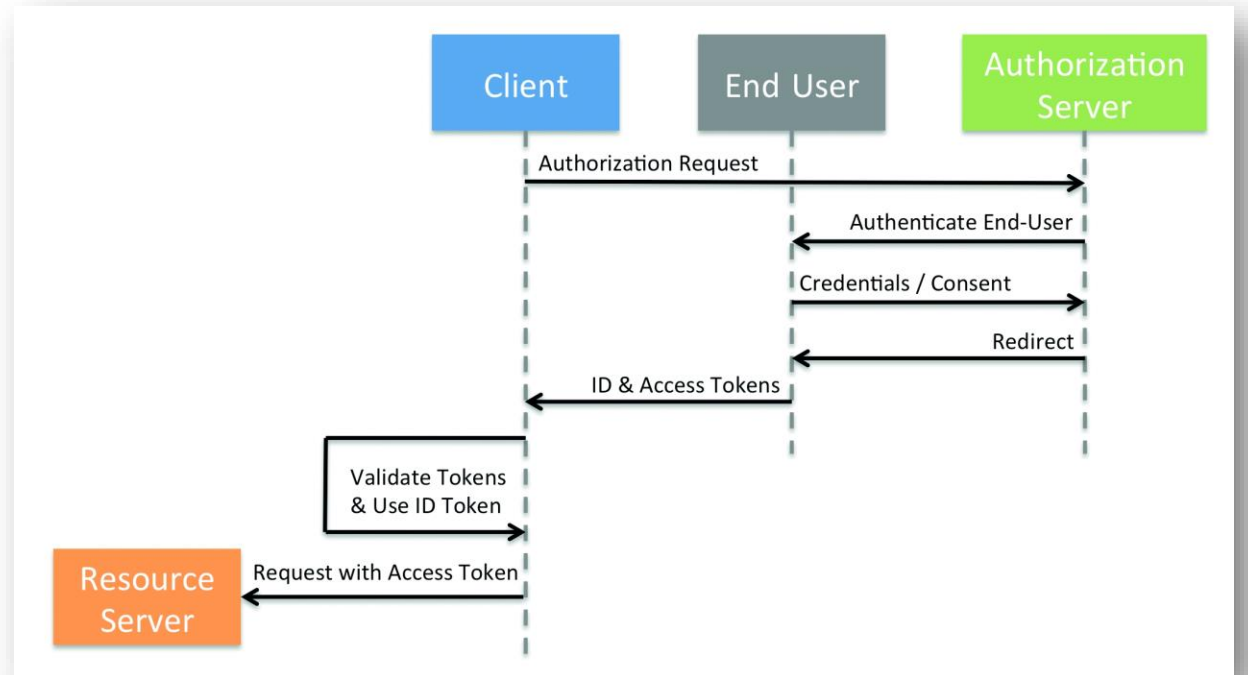 Client
End User
Authorization
Server
Authorization Request
Authenticate End-User
Credentials / Consent
Redirect
ID & Access Tokens
Validate Tokens
& Use ID Token
Request with Access Token
Resource
Server